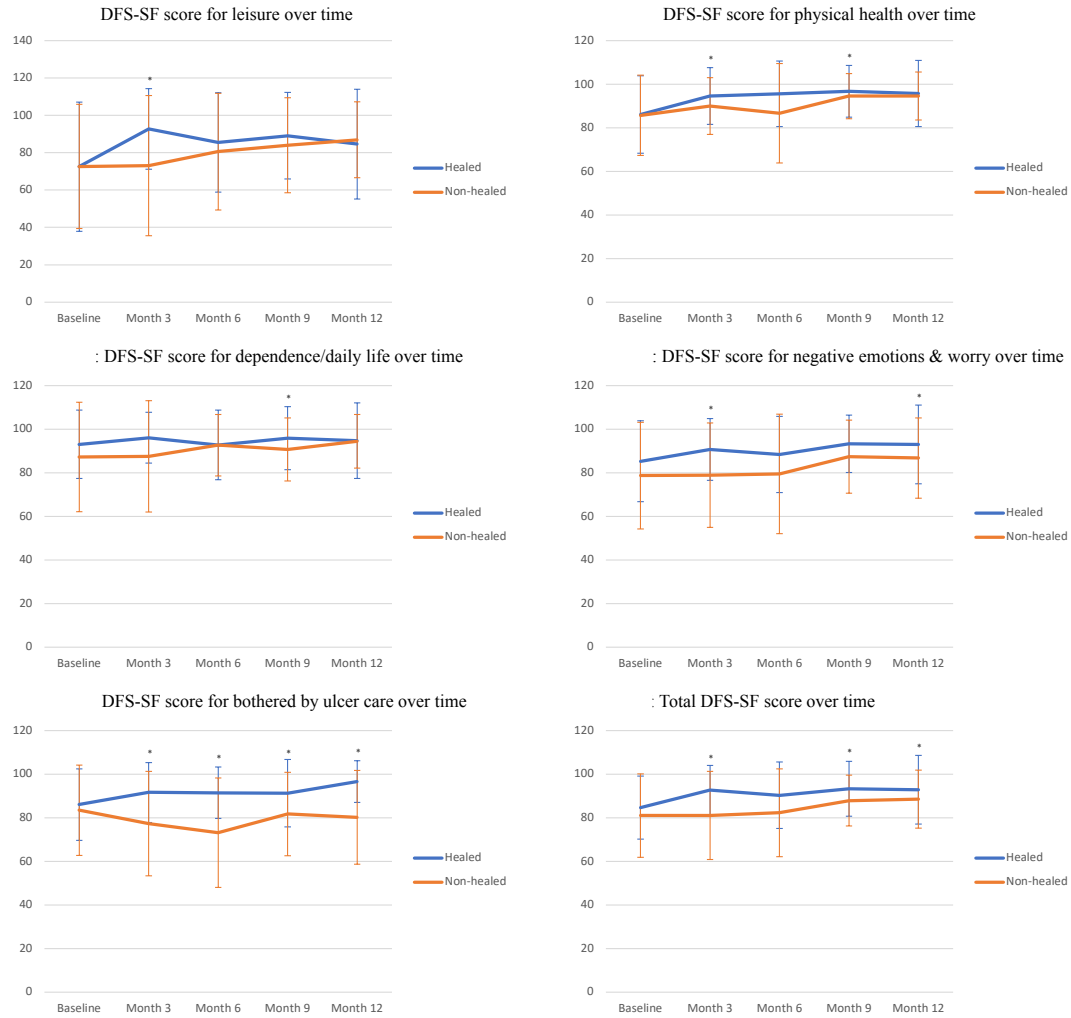 DFS-SF score for leisure over time
140
*
120
100
80
60
40
20
0
Baseline Month 3 Month 6 Month 9 Month 12
Healed
Non-healed
DFS-SF score for physical health over time
120
* *
100
80
60
40
20
0
Baseline Month 3 Month 6 Month 9 Month 12
Healed
Non-healed
: DFS-SF score for dependence/daily life over time
120
*
100
80
60
40
20
0
Baseline Month 3 Month 6 Month 9 Month 12
Healed
Non-healed
: DFS-SF score for negative emotions & worry over time
120
* *
100
80
60
40
20
0
Baseline Month 3 Month 6 Month 9 Month 12
Healed
Non-healed
DFS-SF score for bothered by ulcer care over time
120
* * * *
100
80
60
40
20
0
Baseline Month 3 Month 6 Month 9 Month 12
Healed
Non-healed
: Total DFS-SF score over time
120
* * *
100
80
60
40
20
0
Baseline Month 3 Month 6 Month 9 Month 12
Healed
Non-healed